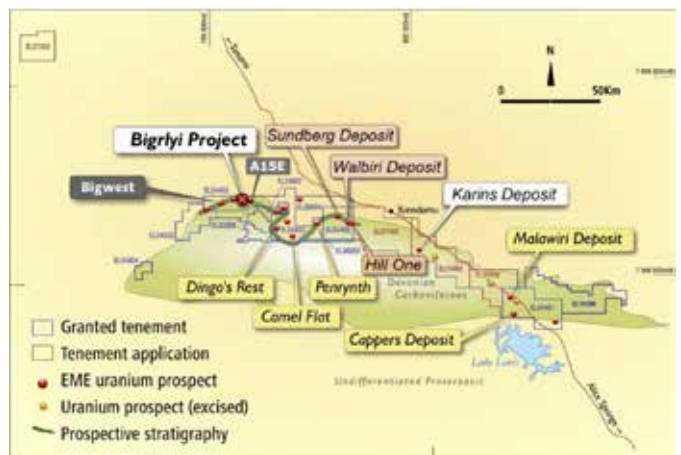 Tanami
N
0 50Km
Bigrlyi Project
Sundberg Deposit
A15E
Walbiri Deposit
Bigwest
Karins Deposit
Yuendumu
Malawiri Deposit
Hill One
Dingo's Rest
Penrynth
Devonian
Carboniferous
Camel Flat
Cappers Deposit
Granted tenement
Tenement application
EME uranium prospect
Uranium prospect (excised)
Prospective stratigraphy
Lake Lewis
Undifferentiated Proterozoic
Alice Springs